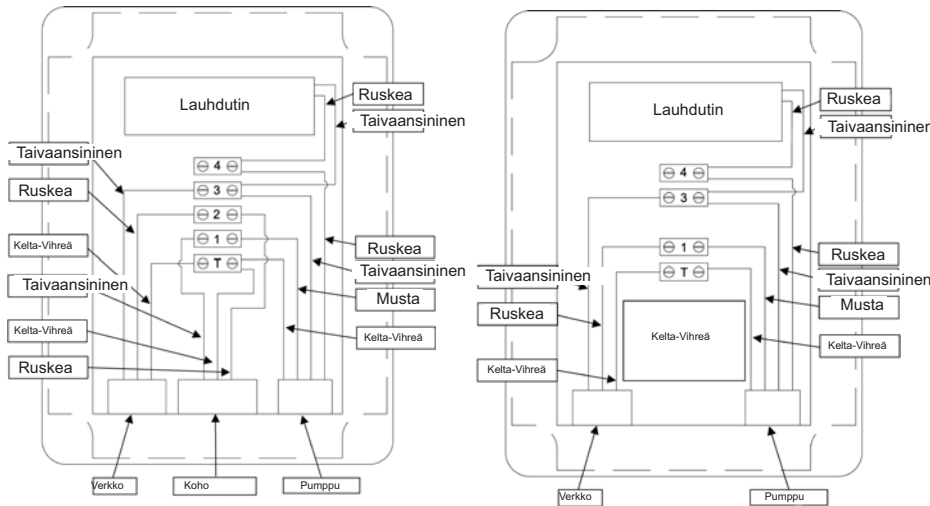 Lauhdutin
Ruskea
Taivaansininen
Taivaansininen
Ruskea
Kelta-Vihreä
Taivaansininen
Kelta-Vihreä
Ruskea
4
3
2
1
T
Ruskea
Taivaansininen
Musta
Kelta-Vihreä
Verkko
Koho
Pumppu
Lauhdutin
Ruskea
Taivaansininen
4
3
1
T
Taivaansininen
Ruskea
Kelta-Vihreä
Kelta-Vihreä
Ruskea
Taivaansininen
Musta
Kelta-Vihreä
Verkko
Pumppu